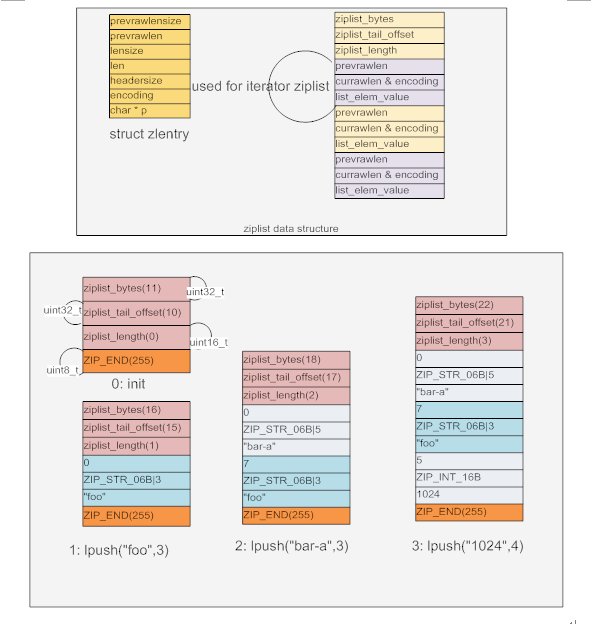 prevrawlensize
prevrawlen
lensize
len
headersize
encoding
char * p
struct zlentry
used for iterator ziplist
ziplist_bytes
ziplist_tail_offset
ziplist_length
prevrawlen
currawlen & encoding
list_elem_value
prevrawlen
currawlen & encoding
list_elem_value
prevrawlen
currawlen & encoding
list_elem_value
ziplist data structure
ziplist_bytes(11)
ziplist_tail_offset(10)
ziplist_length(0)
ZIP_END(255)
uint32_t
uint32_t
uint16_t
uint8_t
0: init
ziplist_bytes(16)
ziplist_tail_offset(15)
ziplist_length(1)
0
ZIP_STR_06B|3
"foo"
ZIP_END(255)
1: lpush("foo",3)
ziplist_bytes(18)
ziplist_tail_offset(17)
ziplist_length(2)
0
ZIP_STR_06B|5
"bar-a"
7
ZIP_STR_06B|3
"foo"
ZIP_END(255)
2: lpush("bar-a",3)
ziplist_bytes(22)
ziplist_tail_offset(21)
ziplist_length(3)
0
ZIP_STR_06B|5
"bar-a"
7
ZIP_STR_06B|3
"foo"
5
ZIP_INT_16B
1024
ZIP_END(255)
3: lpush("1024",4)